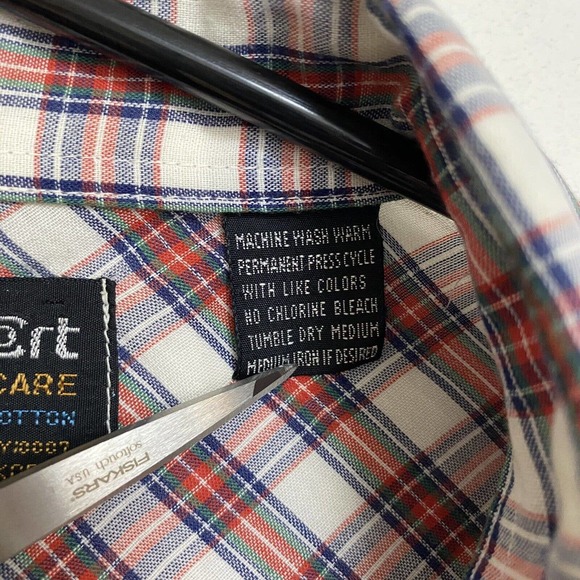 MACHINE WASH WARM
PERMANENT PRESS CYCLE
WITH LIKE COLORS
NO CHLORINE BLEACH
TUMBLE DRY MEDIUM
MEDIUM IRON IF DESIRED
CARE
FISKARS
softouch USA